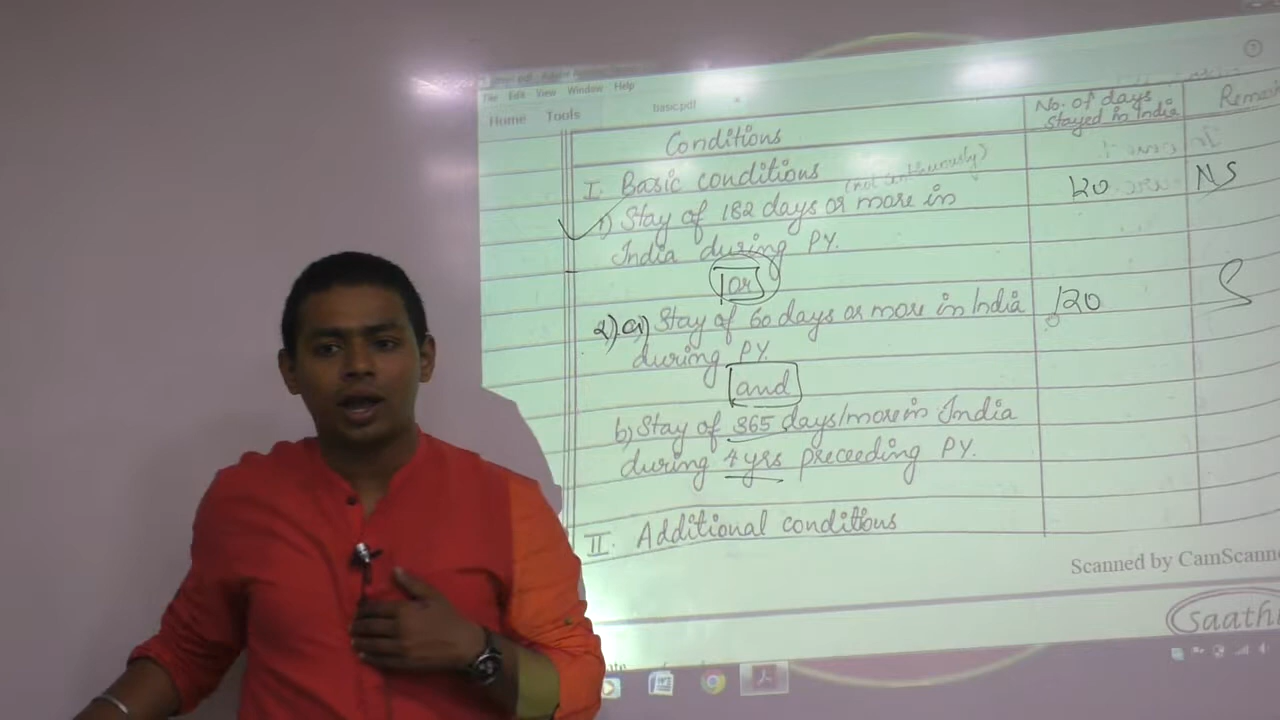 File Edit View Window Help
Home Tools
basic.pdf
Conditions
No. of days
stayed in India
I. Basic conditions
(not continuously)
1) Stay of 182 days or more in
India during PY.
120
NS
or
2) a) Stay of 60 days or more in India
during PY.
120
S
and
b) Stay of 365 days/more in India
during 4 yrs preceeding PY.
II. Additional conditions
Scanned by CamScann
saathi